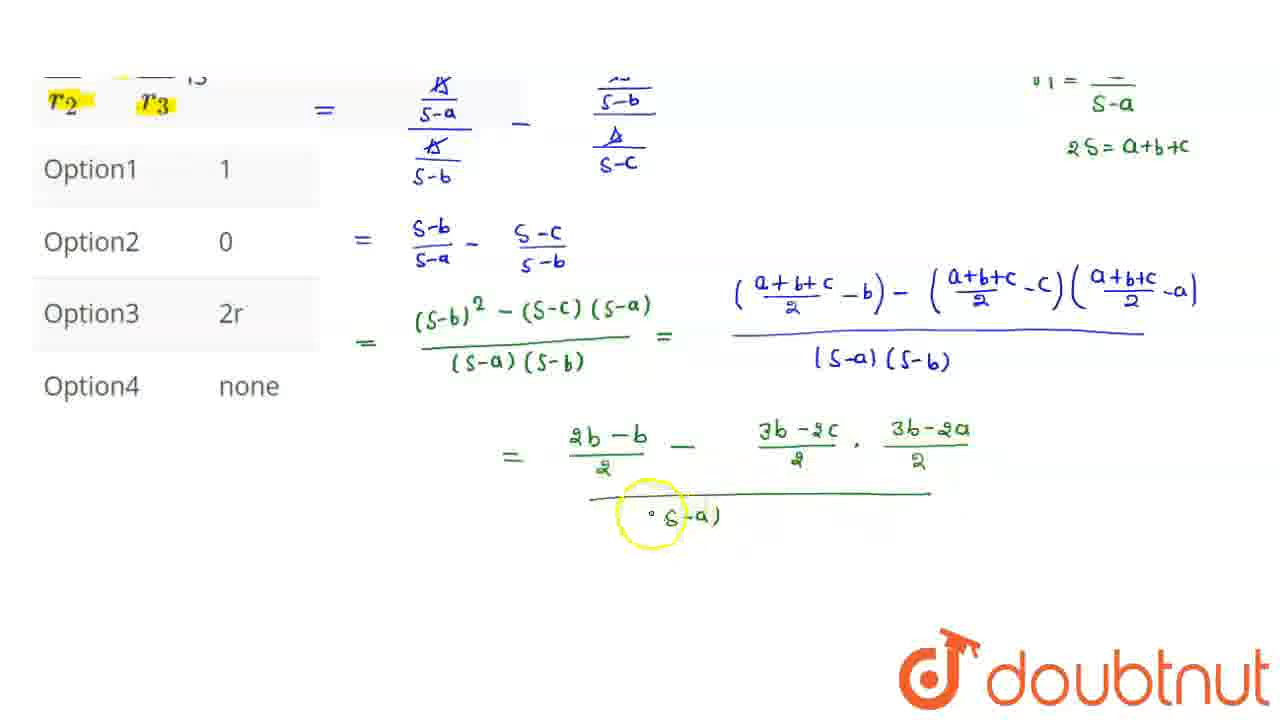 r₂ r₃ is
= Δ/(s-a) / Δ/(s-b) - Δ/(s-b) / Δ/(s-c)
s-a
2s = a+b+c
Option1 1
Option2 0
= (s-b)/(s-a) - (s-c)/(s-b)
Option3 2r
= ((s-b)² - (s-c)(s-a)) / ((s-a)(s-b)) = (((a+b+c)/2 - b) - ((a+b+c)/2 - c)((a+b+c)/2 - a)) / ((s-a)(s-b))
Option4 none
= ((2b-b)/2 - (3b-2c)/2 · (3b-2a)/2) / s-a)
doubtnut